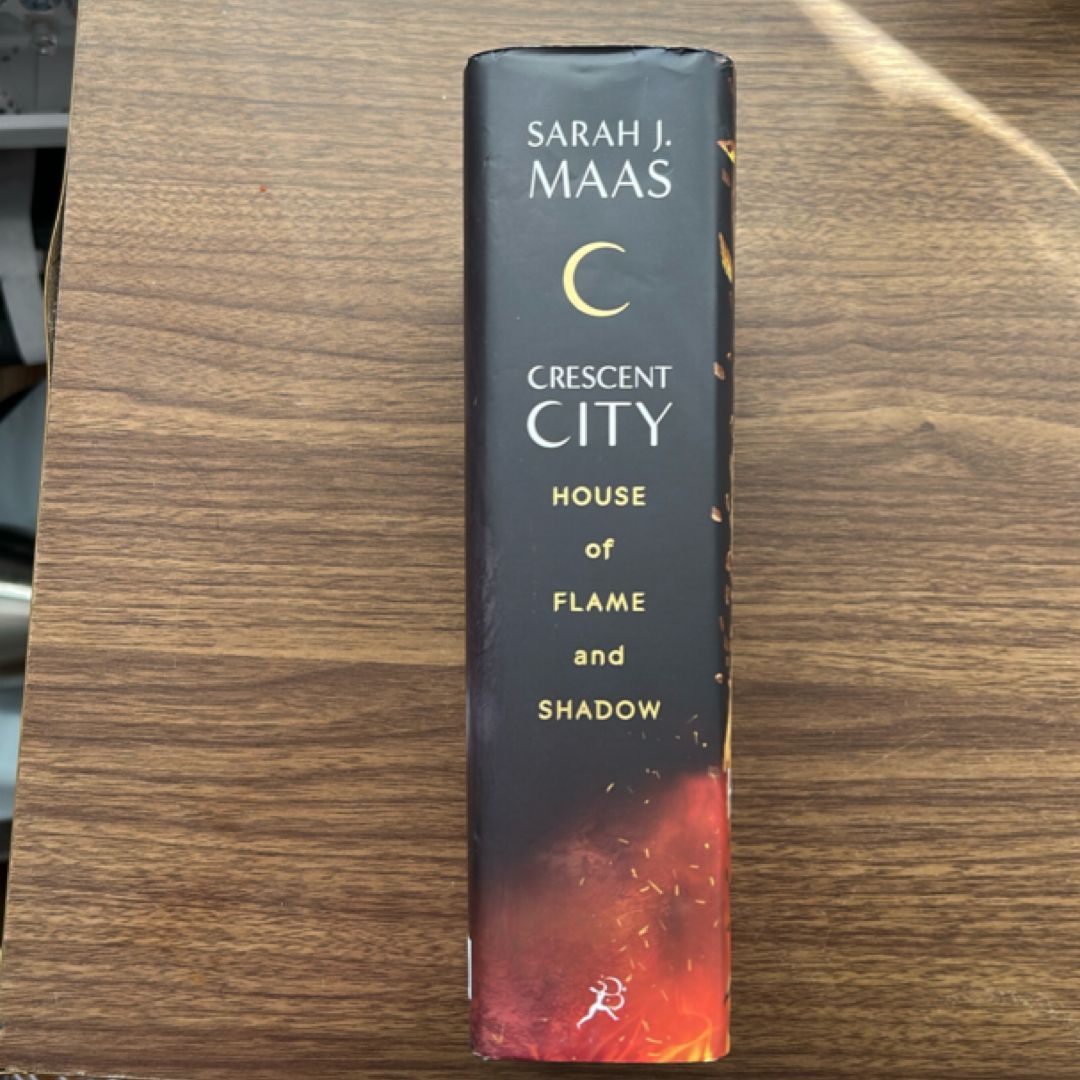 SARAH J.
MAAS
CRESCENT
CITY
HOUSE
of
FLAME
and
SHADOW